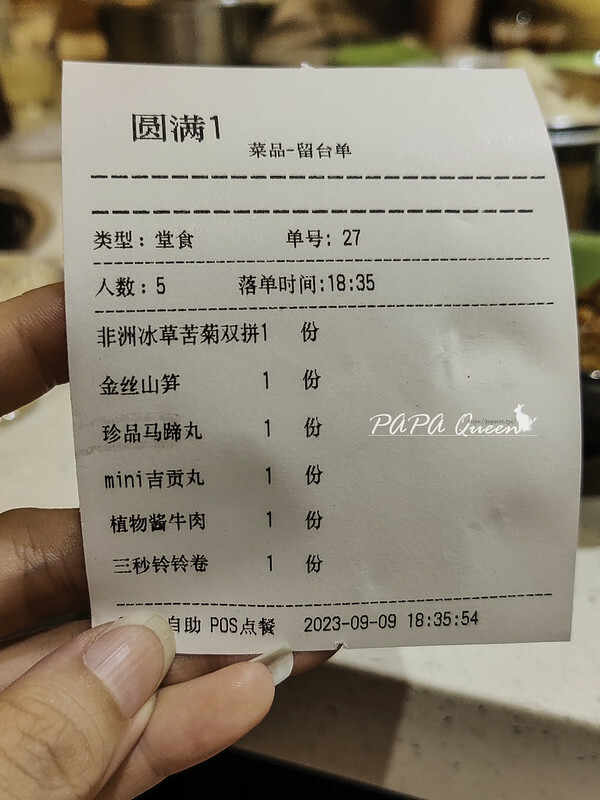 圆满1
菜品-留台单
类型：堂食 单号: 27
人数：5 落单时间:18:35
非洲冰草苦菊双拼1 份
金丝山笋 1 份
珍品马蹄丸 1 份
PAPA Queen
mini吉贡丸 1 份
植物酱牛肉 1 份
三秒铃铃卷 1 份
自助 POS点餐 2023-09-09 18:35:54